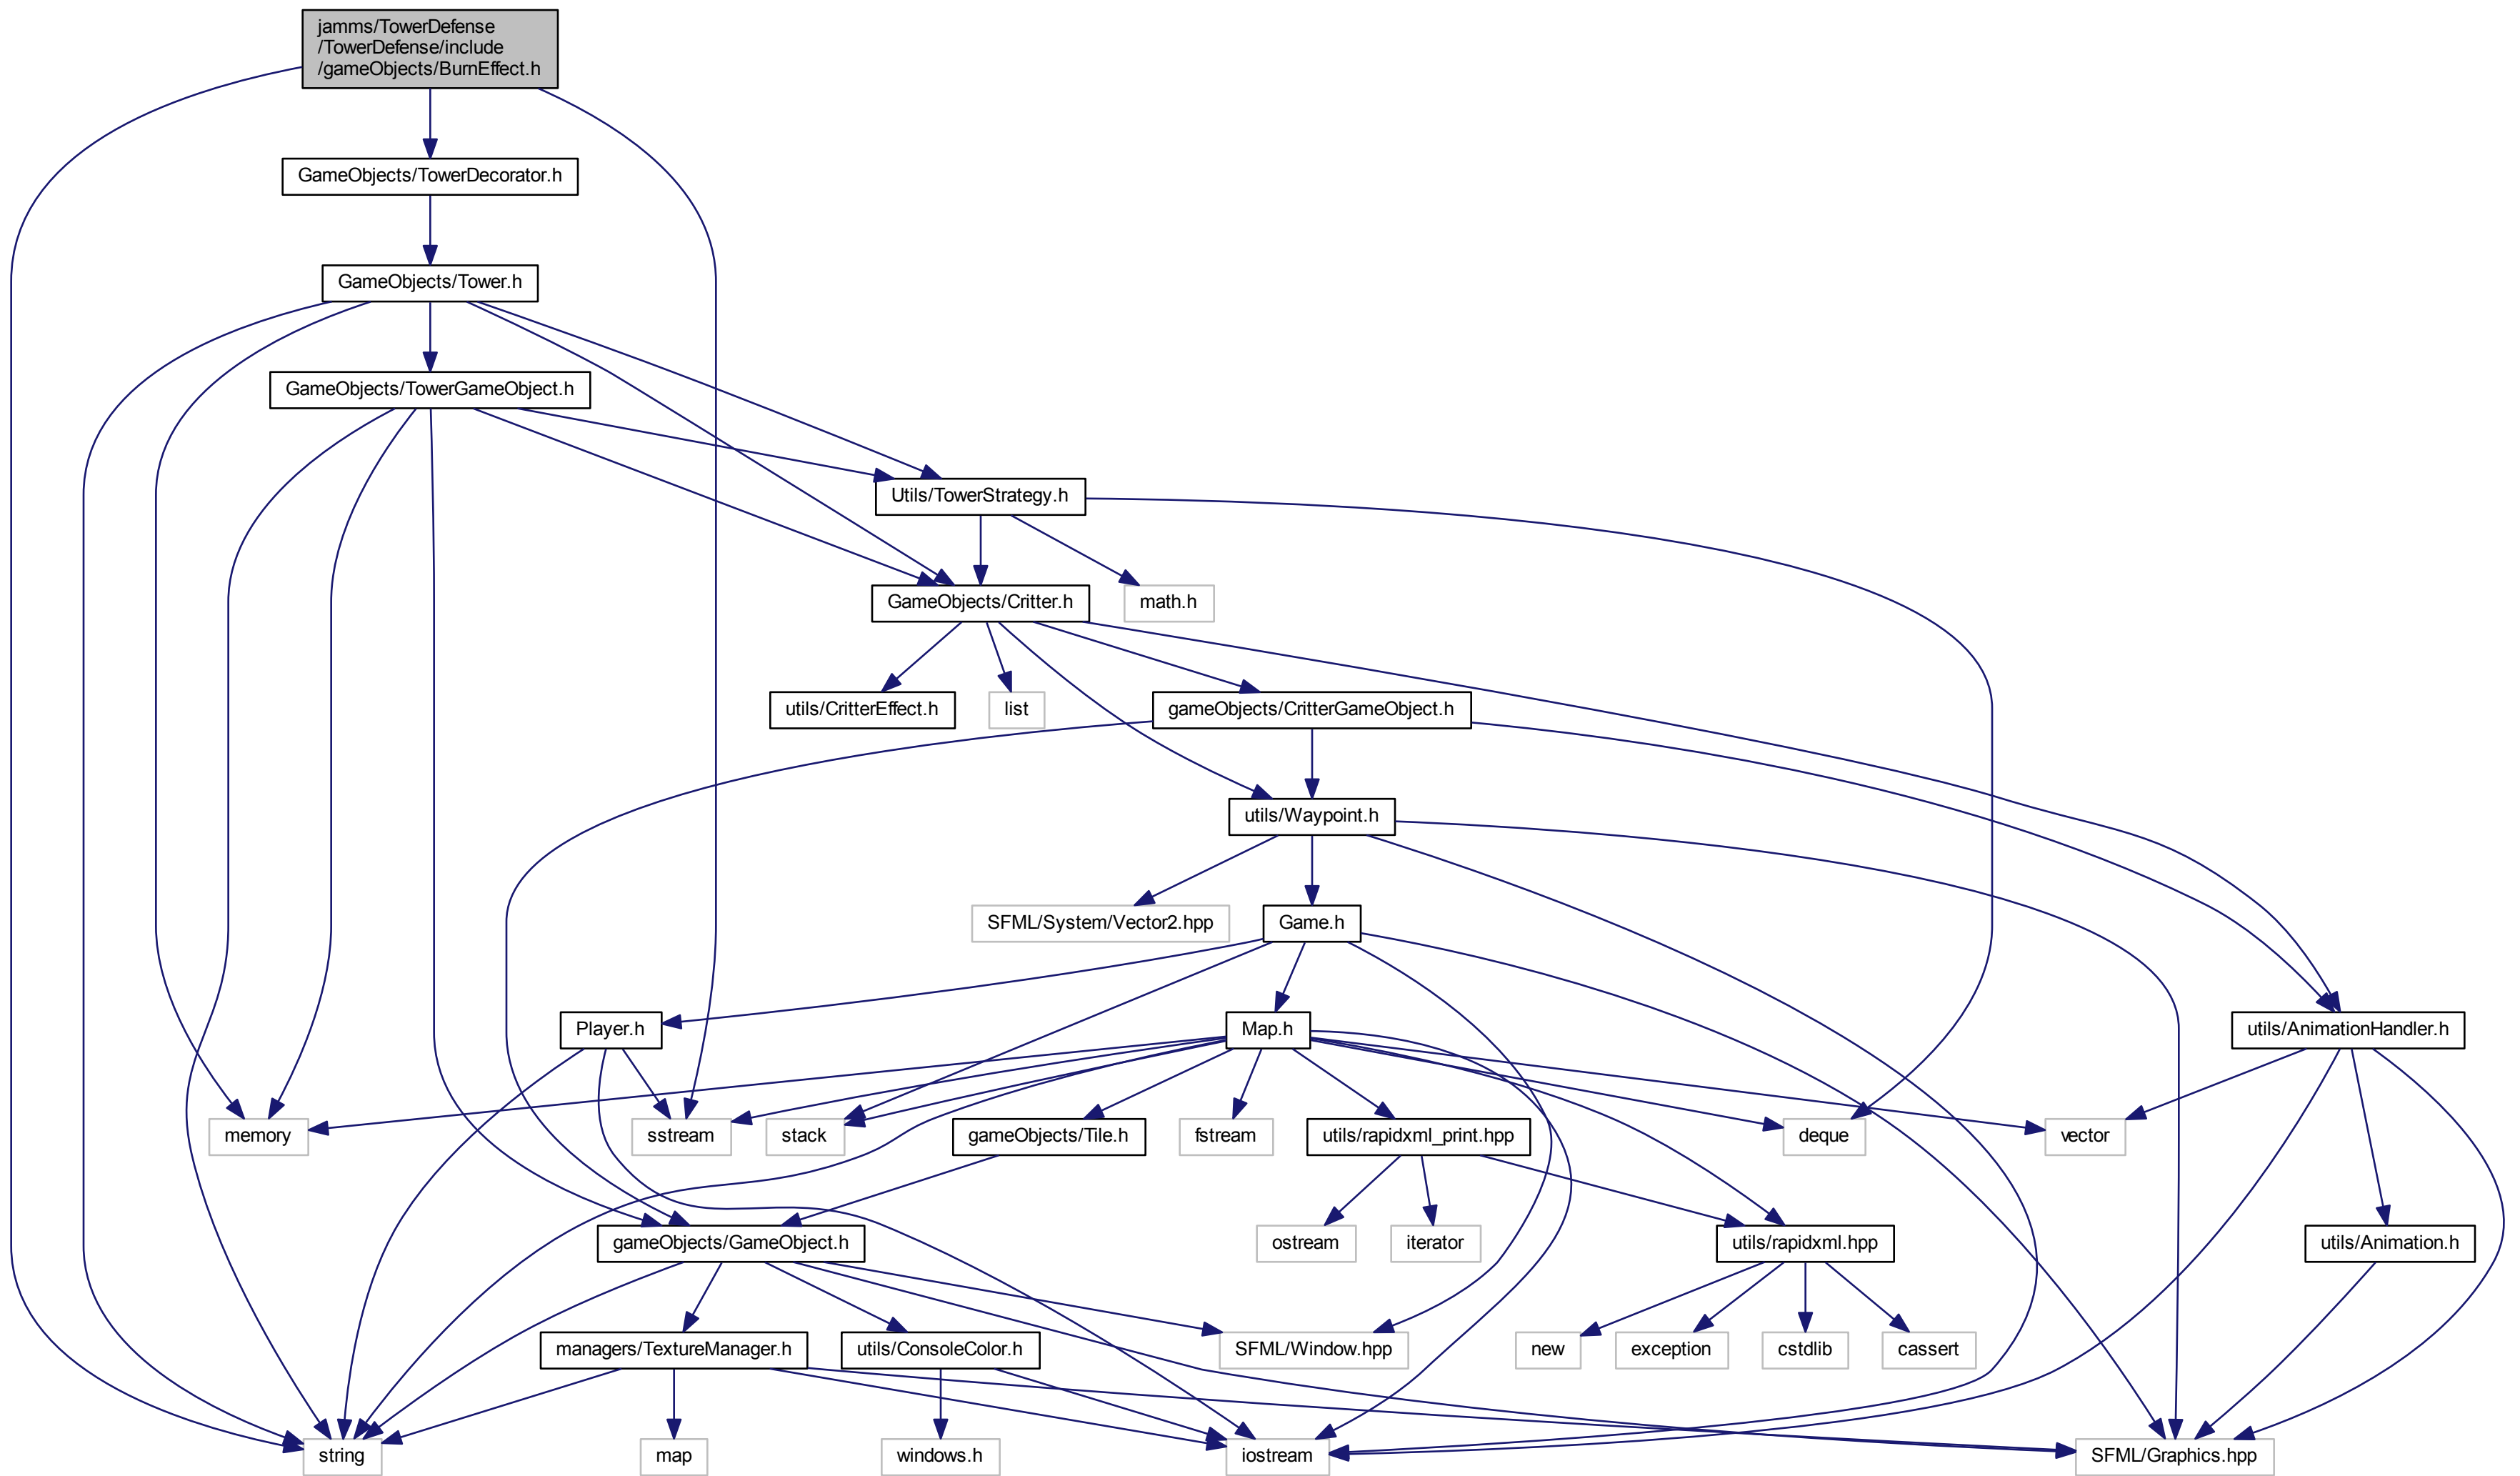 jamms/TowerDefense
/TowerDefense/include
/gameObjects/BurnEffect.h
GameObjects/TowerDecorator.h
GameObjects/Tower.h
GameObjects/TowerGameObject.h
Utils/TowerStrategy.h
GameObjects/Critter.h
math.h
utils/CritterEffect.h
list
gameObjects/CritterGameObject.h
utils/Waypoint.h
SFML/System/Vector2.hpp
Game.h
Player.h
Map.h
utils/AnimationHandler.h
memory
sstream
stack
gameObjects/Tile.h
fstream
utils/rapidxml_print.hpp
deque
vector
gameObjects/GameObject.h
ostream
iterator
utils/rapidxml.hpp
utils/Animation.h
managers/TextureManager.h
utils/ConsoleColor.h
SFML/Window.hpp
new
exception
cstdlib
cassert
string
map
windows.h
iostream
SFML/Graphics.hpp